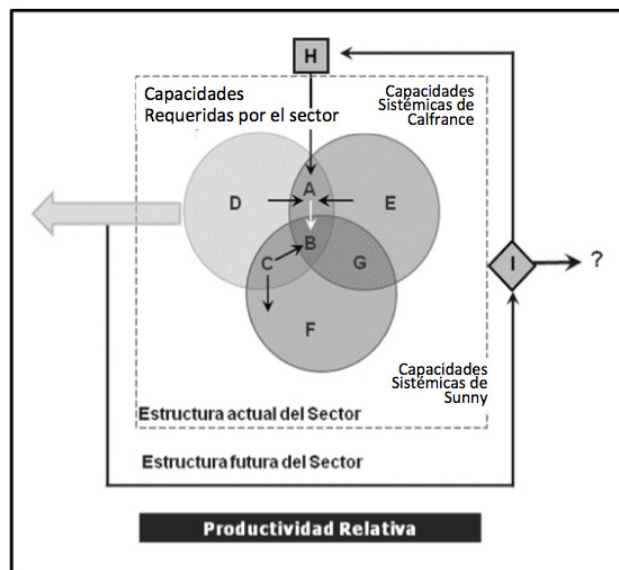 H
Capacidades
Requeridas por el sector
Capacidades
Sistémicas de
Calfrance
A
D
E
B
C
G
I
?
F
Capacidades
Sistémicas de
Sunny
Estructura actual del Sector
Estructura futura del Sector
Productividad Relativa